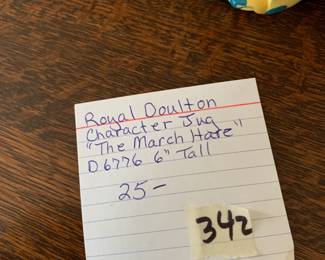 Royal Doulton
Character Jug
"The March Hare"
D6776 6" Tall
25-
342